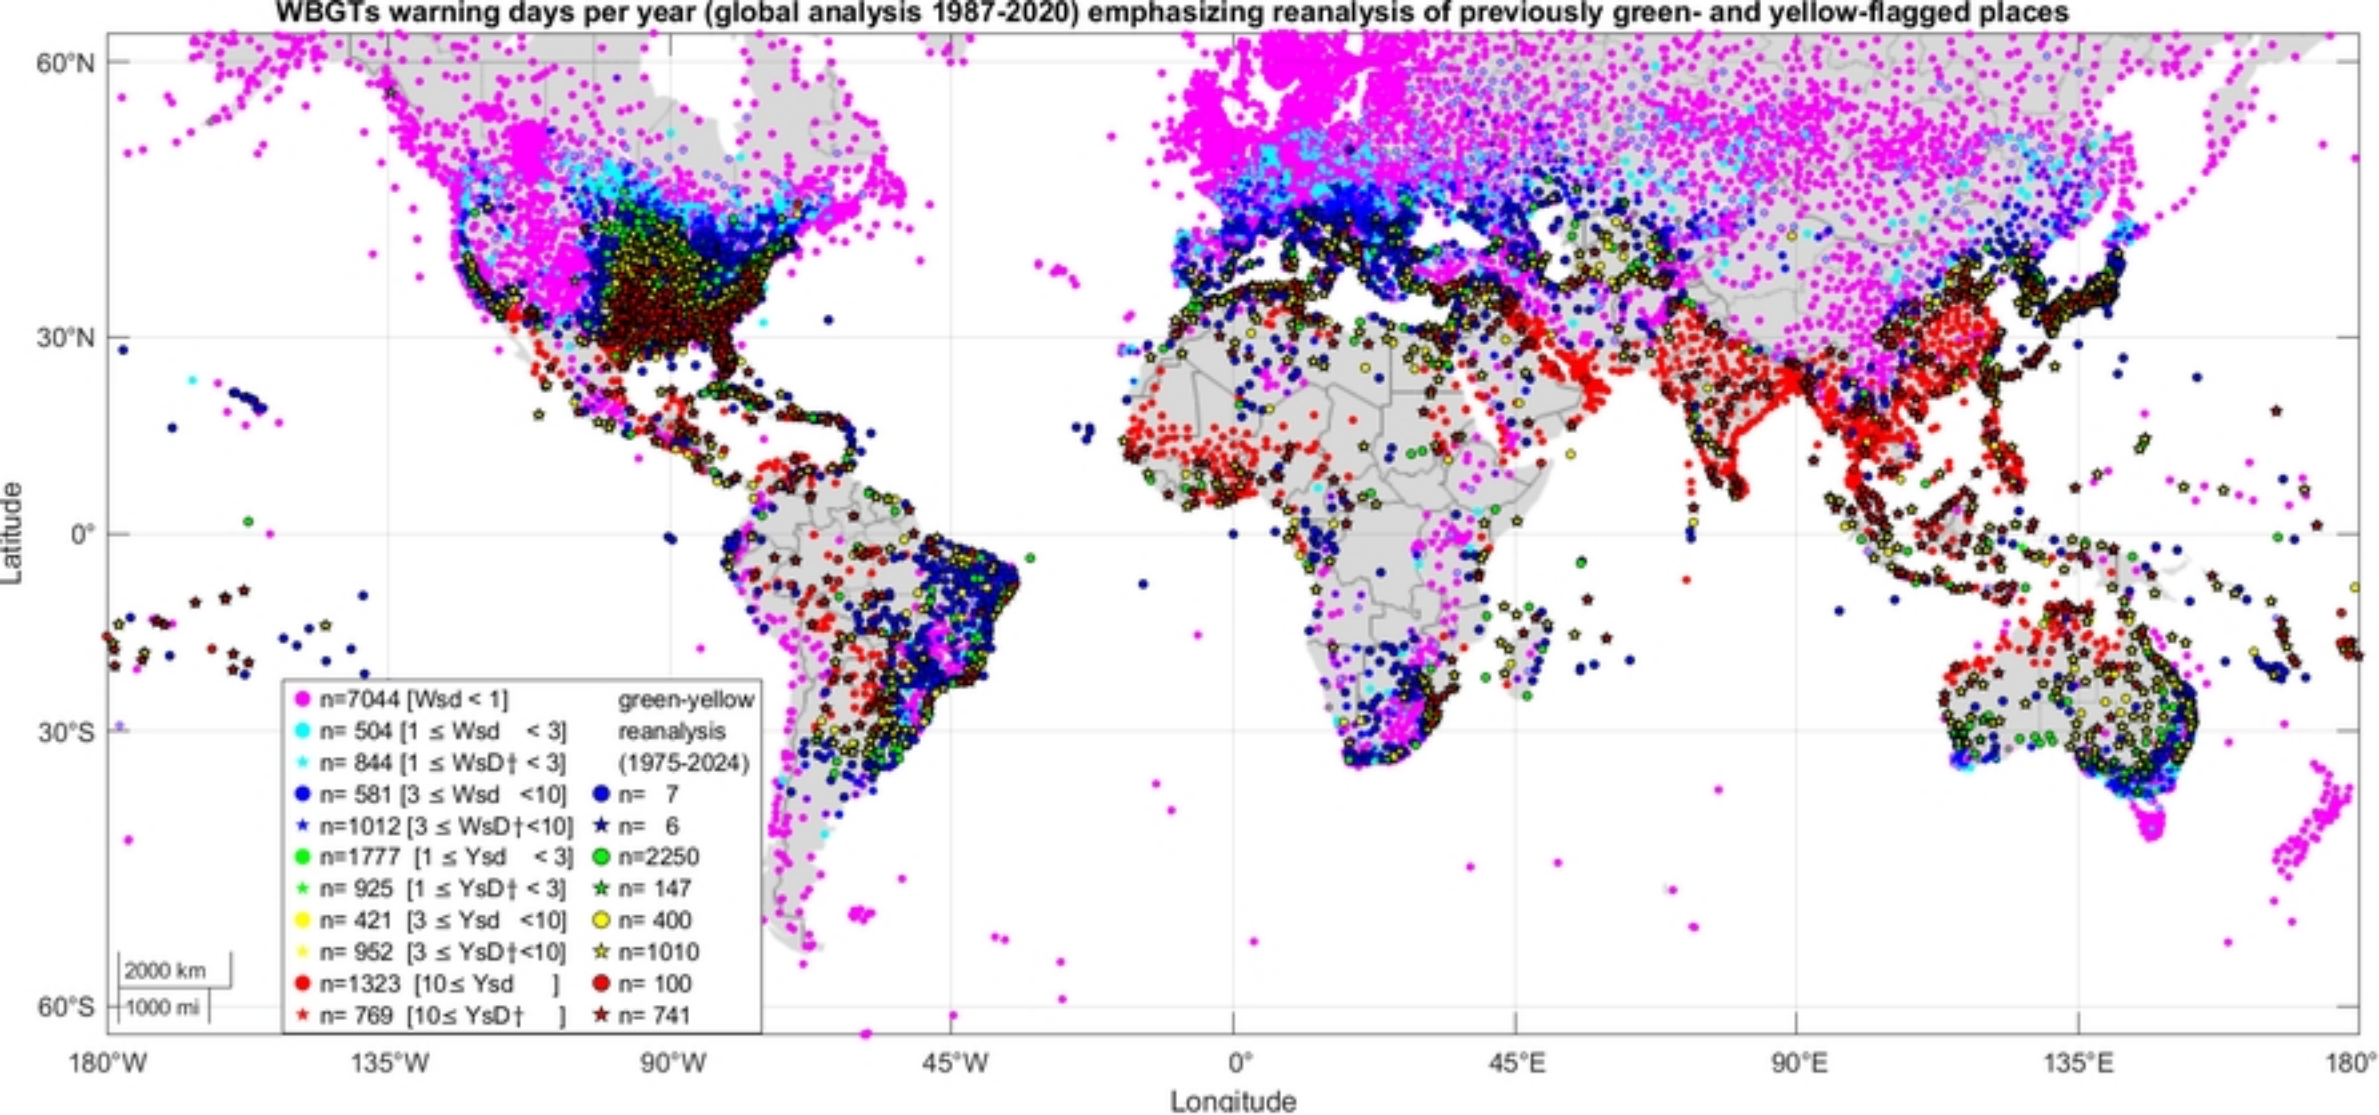 WBGTs warning days per year (global analysis 1987-2020) emphasizing reanalysis of previously green- and yellow-flagged places
60°N
30°N
0°
30°S
60°S
Latitude
n=7044 [Wsd < 1] green-yellow
n= 504 [1 ≤ Wsd < 3] reanalysis
n= 844 [1 ≤ WsD† < 3] (1975-2024)
n= 581 [3 ≤ Wsd <10] n= 7
n=1012 [3 ≤ WsD†<10] n= 6
n=1777 [1 ≤ Ysd < 3] n=2250
n= 925 [1 ≤ YsD† < 3] n= 147
n= 421 [3 ≤ Ysd <10] n= 400
n= 952 [3 ≤ YsD†<10] n=1010
n=1323 [10≤ Ysd ] n= 100
n= 769 [10≤ YsD† ] n= 741
2000 km
1000 mi
180°W 135°W 90°W 45°W 0° 45°E 90°E 135°E 180°
Longitude